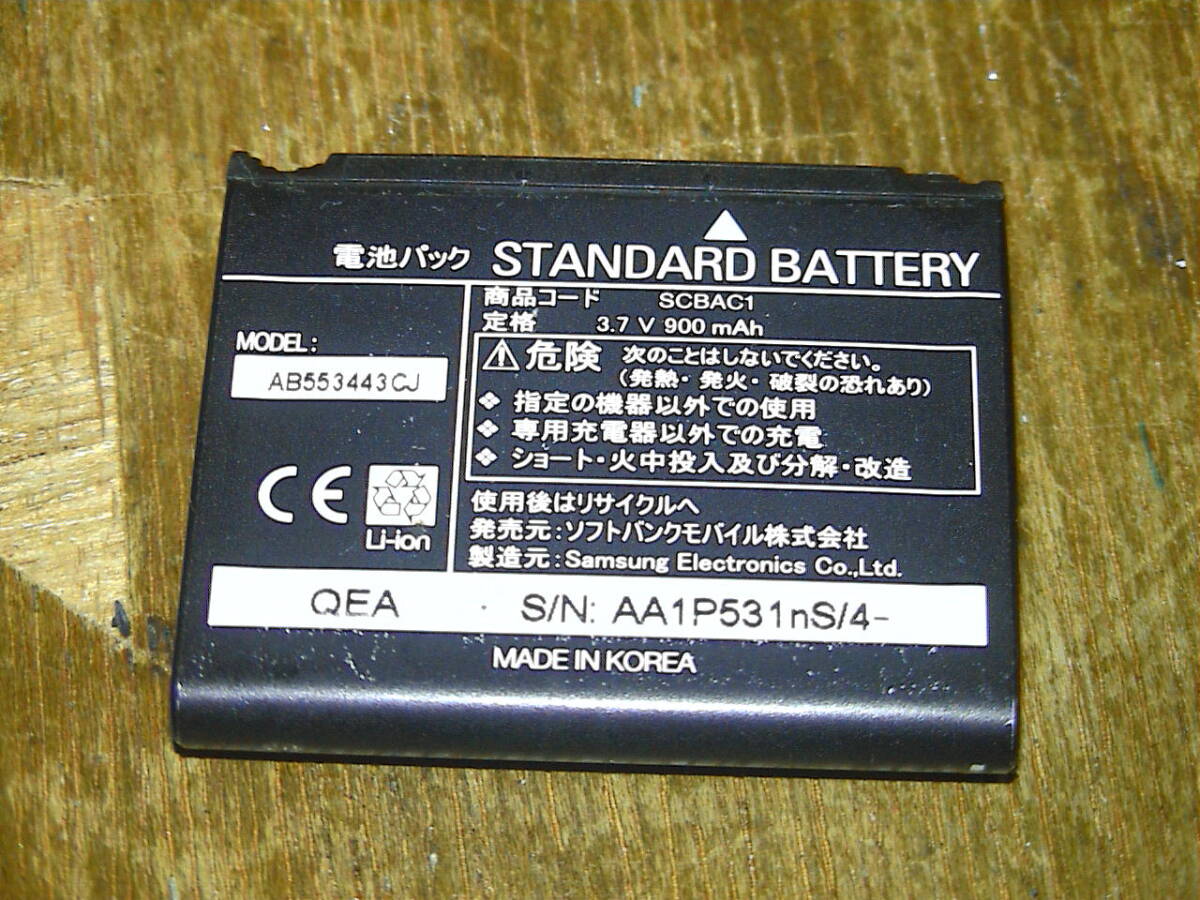 電池パック STANDARD BATTERY
商品コード SCBAC1
定格 3.7 V 900 mAh
MODEL:
AB553443CJ
⚠危険 次のことはしないでください。
(発熱・発火・破裂の恐れあり)
❖ 指定の機器以外での使用
❖ 専用充電器以外での充電
❖ ショート・火中投入及び分解・改造
CE
Li-ion
使用後はリサイクルへ
発売元:ソフトバンクモバイル株式会社
製造元:Samsung Electronics Co.,Ltd.
QEA · S/N: AA1P531nS/4-
MADE IN KOREA